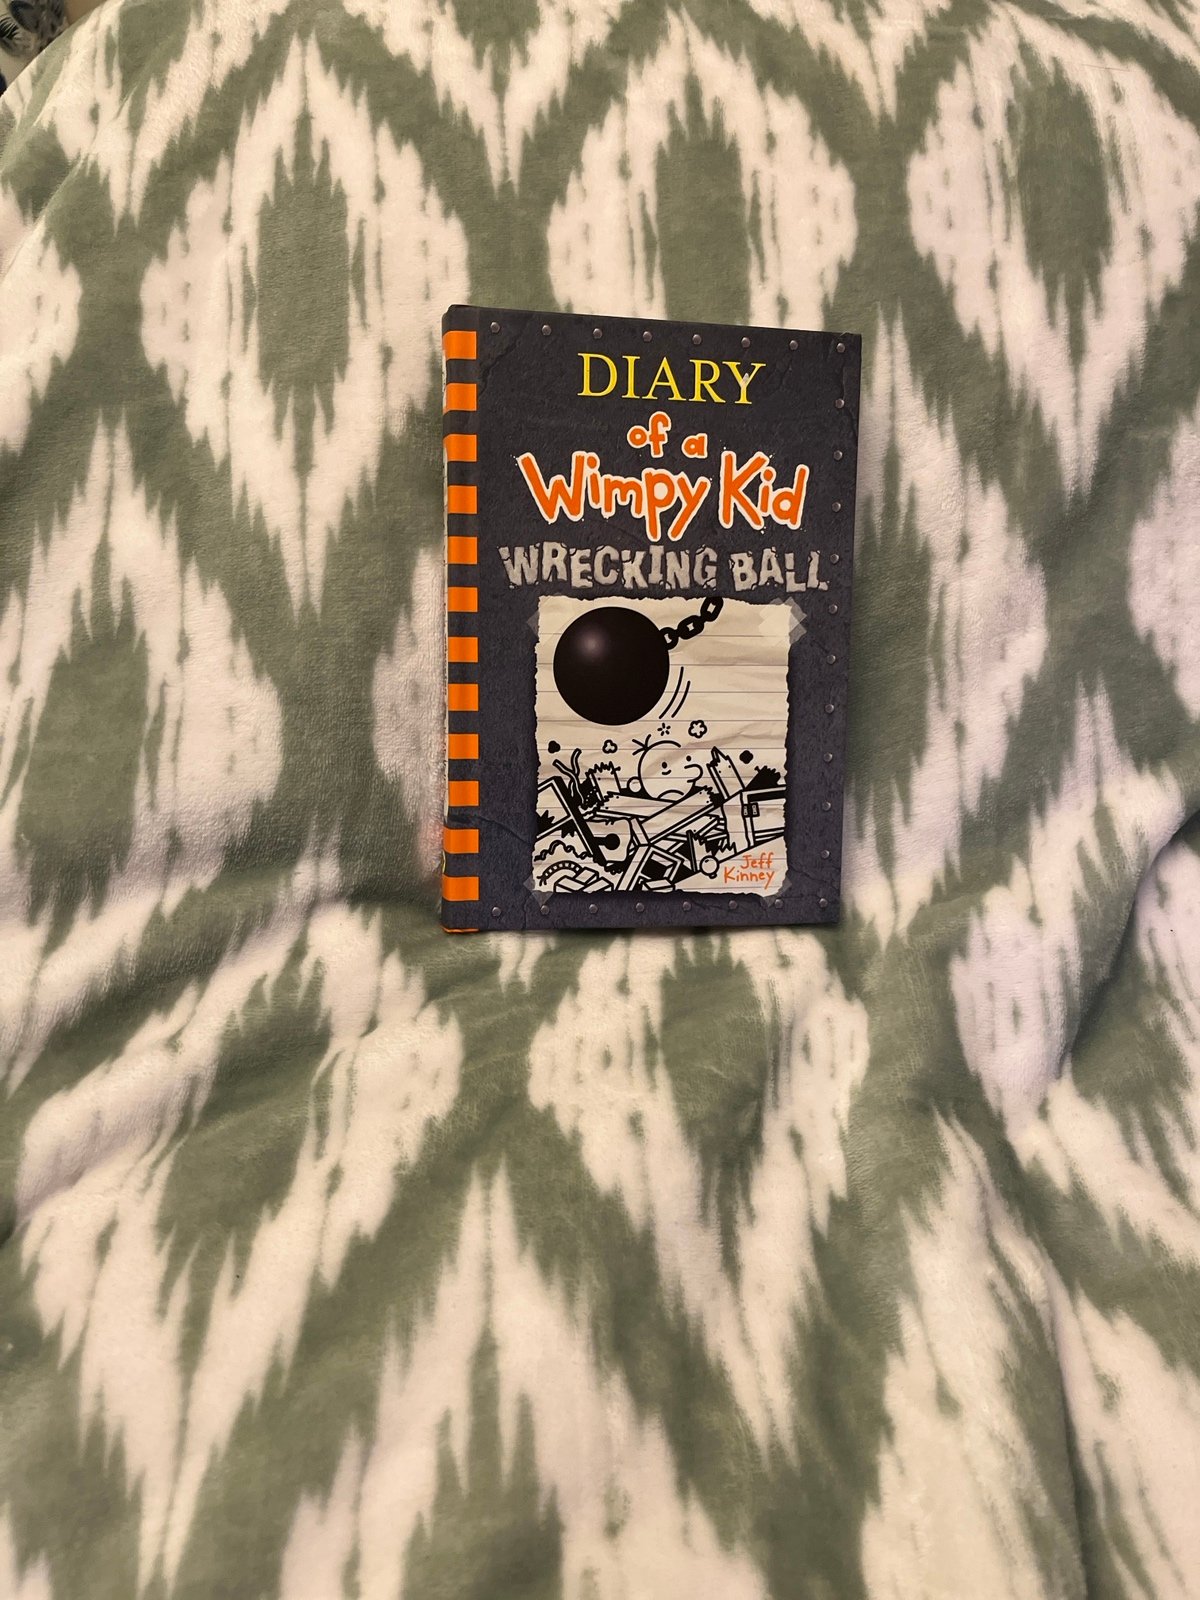 DIARY
of a
Wimpy Kid
WRECKING BALL
Jeff
Kinney